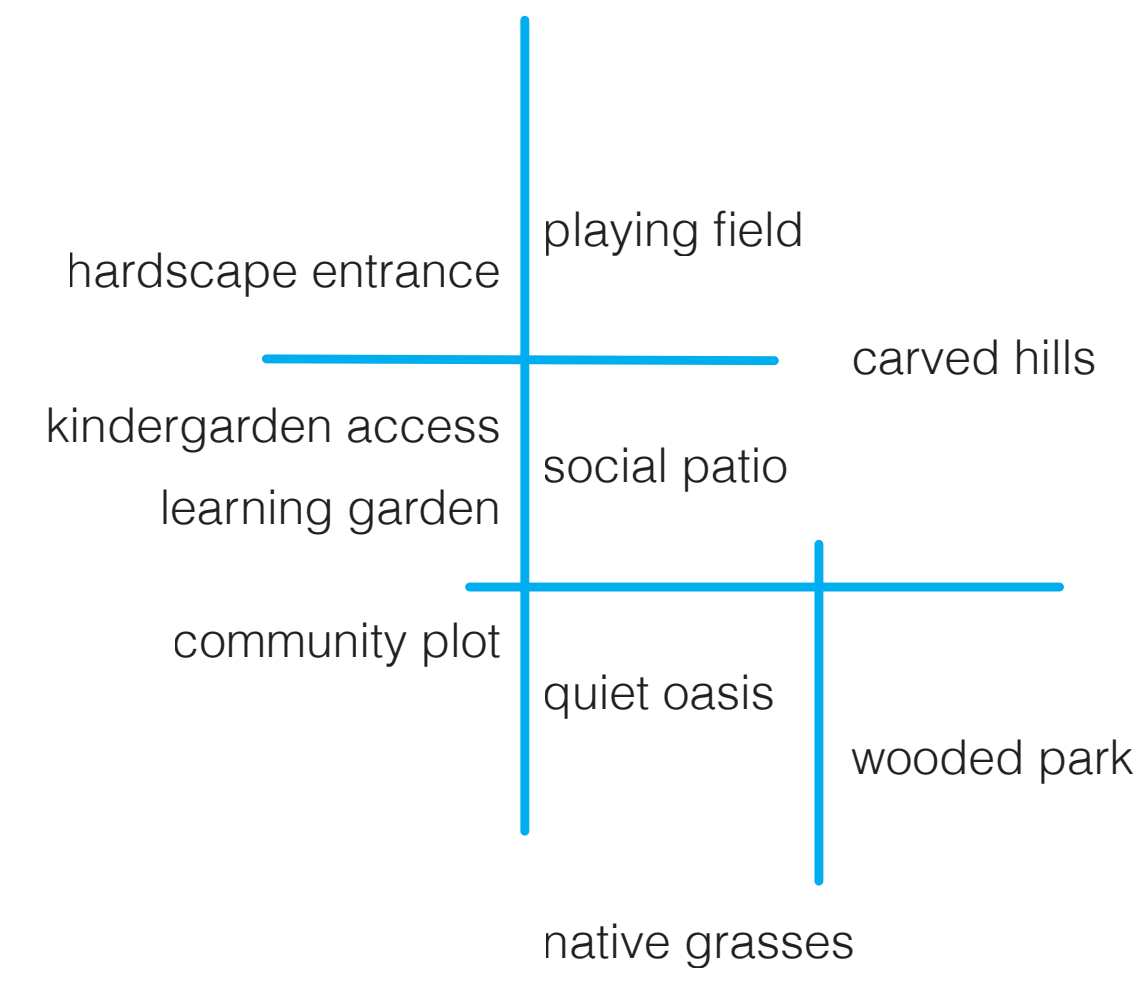 playing field
hardscape entrance
carved hills
kindergarden access
social patio
learning garden
community plot
quiet oasis
wooded park
native grasses